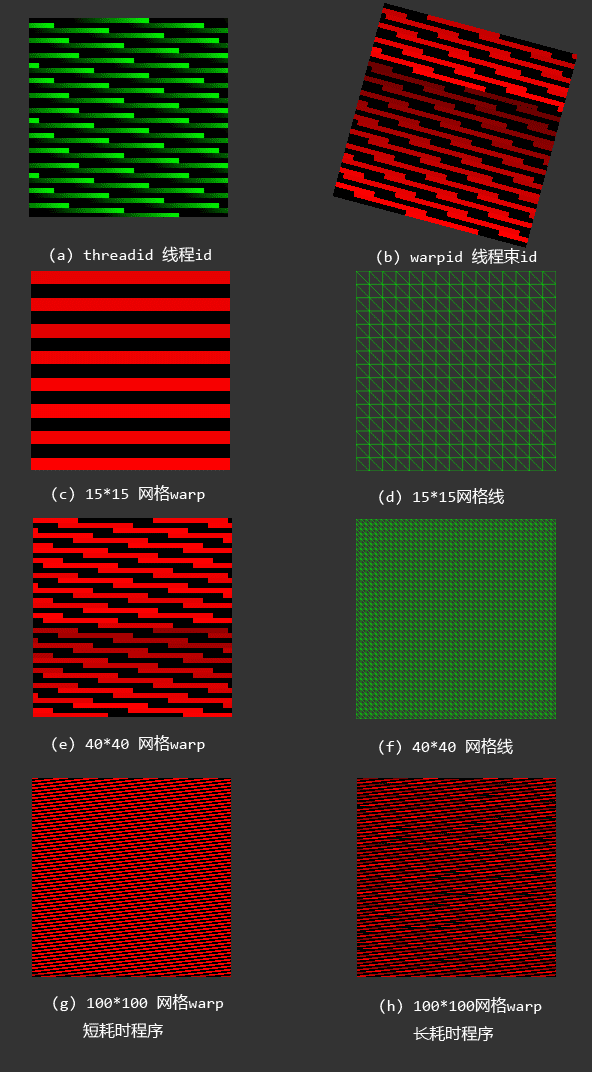 (a) threadid 线程id
(b) warpid 线程束id
(c) 15*15 网格warp
(d) 15*15网格线
(e) 40*40 网格warp
(f) 40*40 网格线
(g) 100*100 网格warp
短耗时程序
(h) 100*100网格warp
长耗时程序